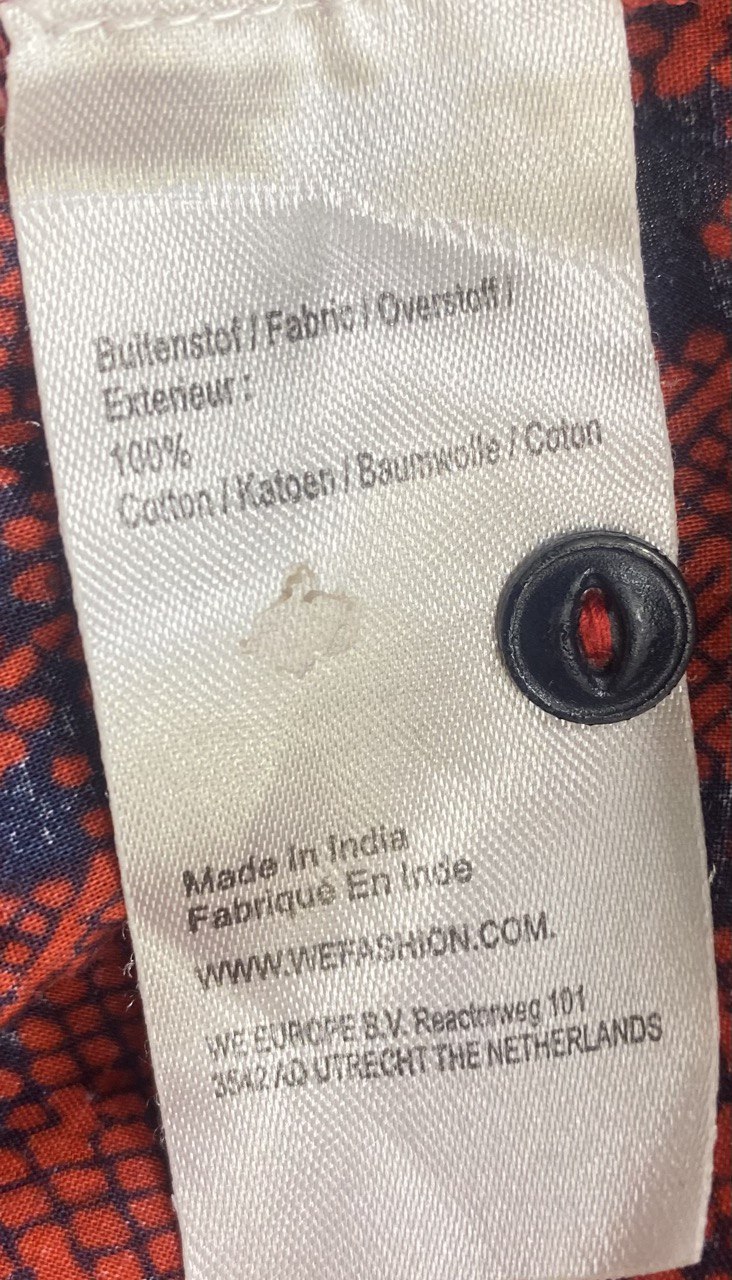 Buitenstof / Fabric / Overstoff /
Exterieur :
100%
Cotton / Katoen / Baumwolle / Coton
Made In India
Fabriqué En Inde
WWW.WEFASHION.COM.
WE EUROPE B.V. Reactorweg 101
3542 AD UTRECHT THE NETHERLANDS